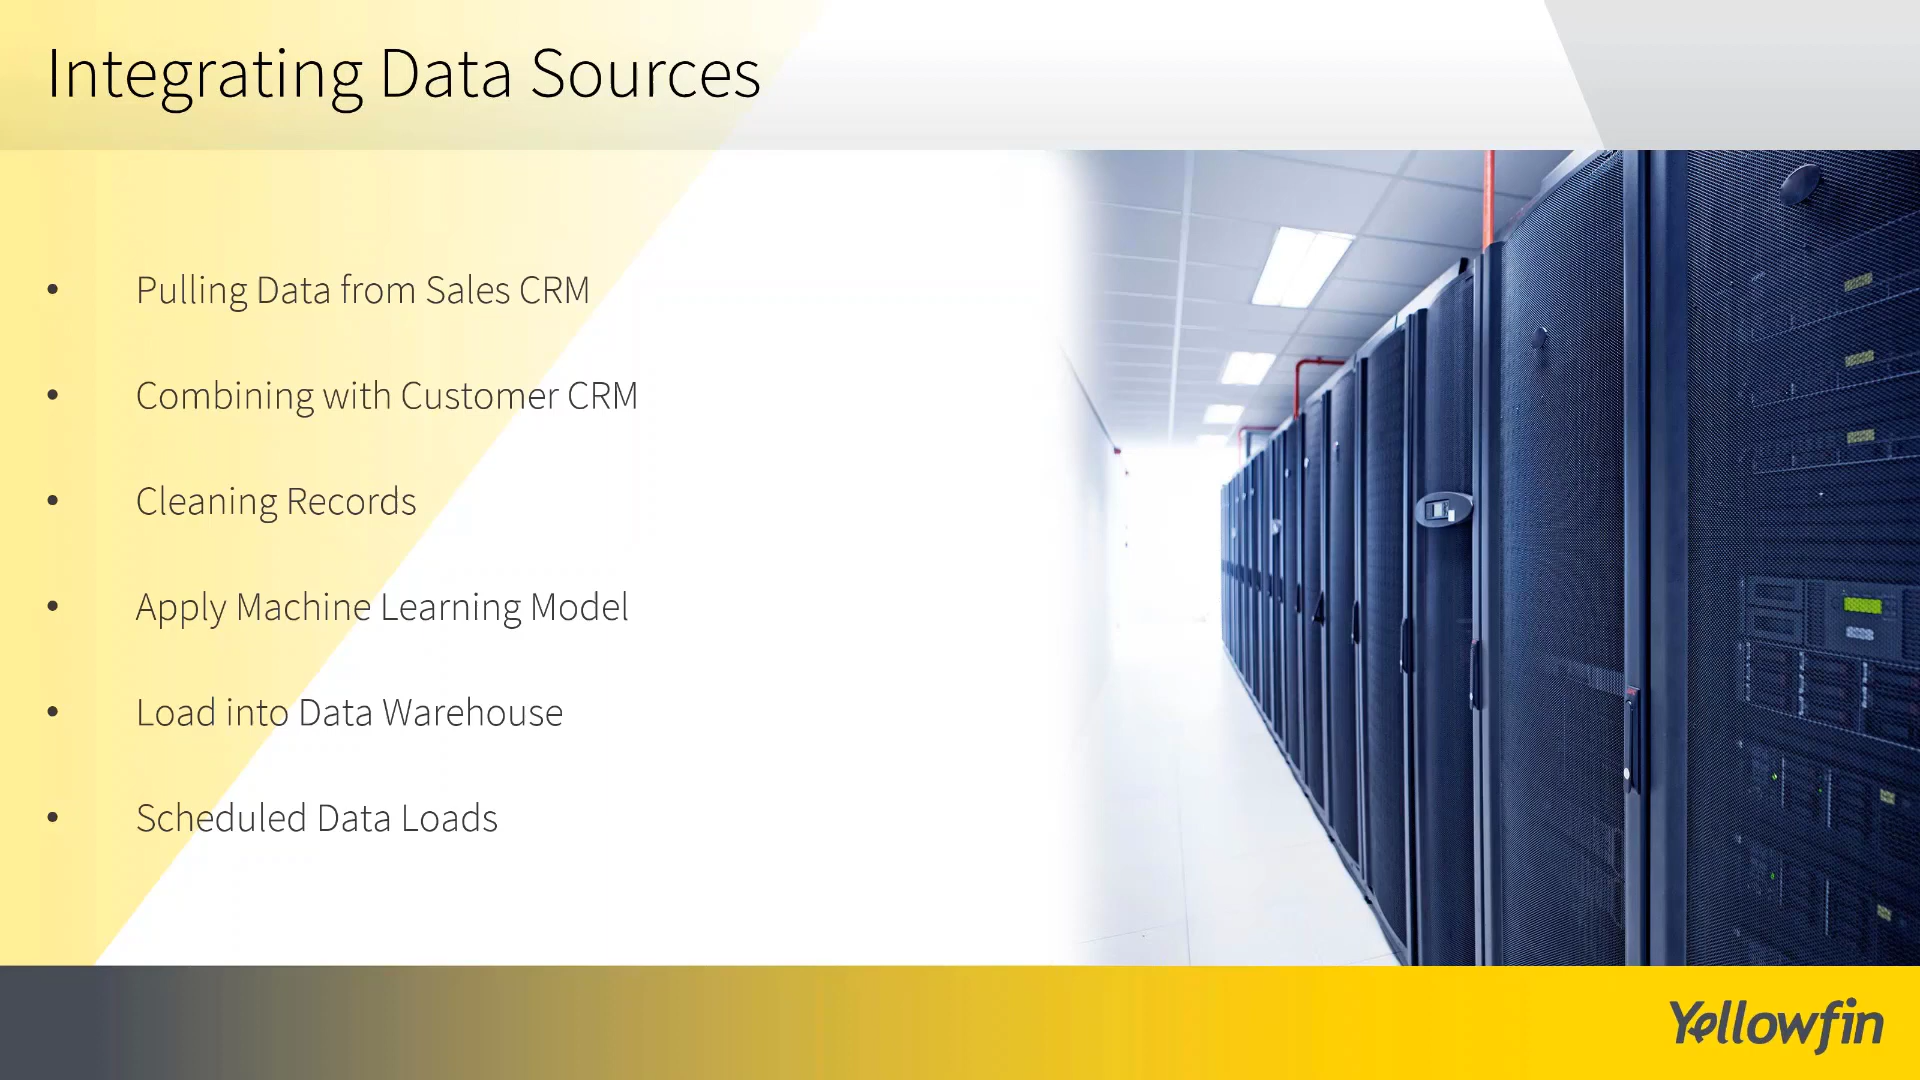 Integrating Data Sources
• Pulling Data from Sales CRM
• Combining with Customer CRM
• Cleaning Records
• Apply Machine Learning Model
• Load into Data Warehouse
• Scheduled Data Loads
Yellowfin